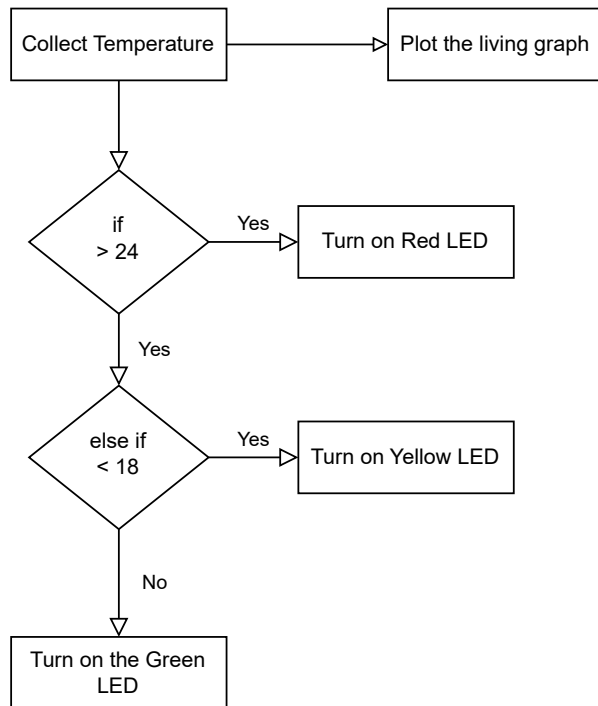 Collect Temperature
Plot the living graph
if
> 24
Yes
Turn on Red LED
Yes
else if
< 18
Yes
Turn on Yellow LED
No
Turn on the Green
LED